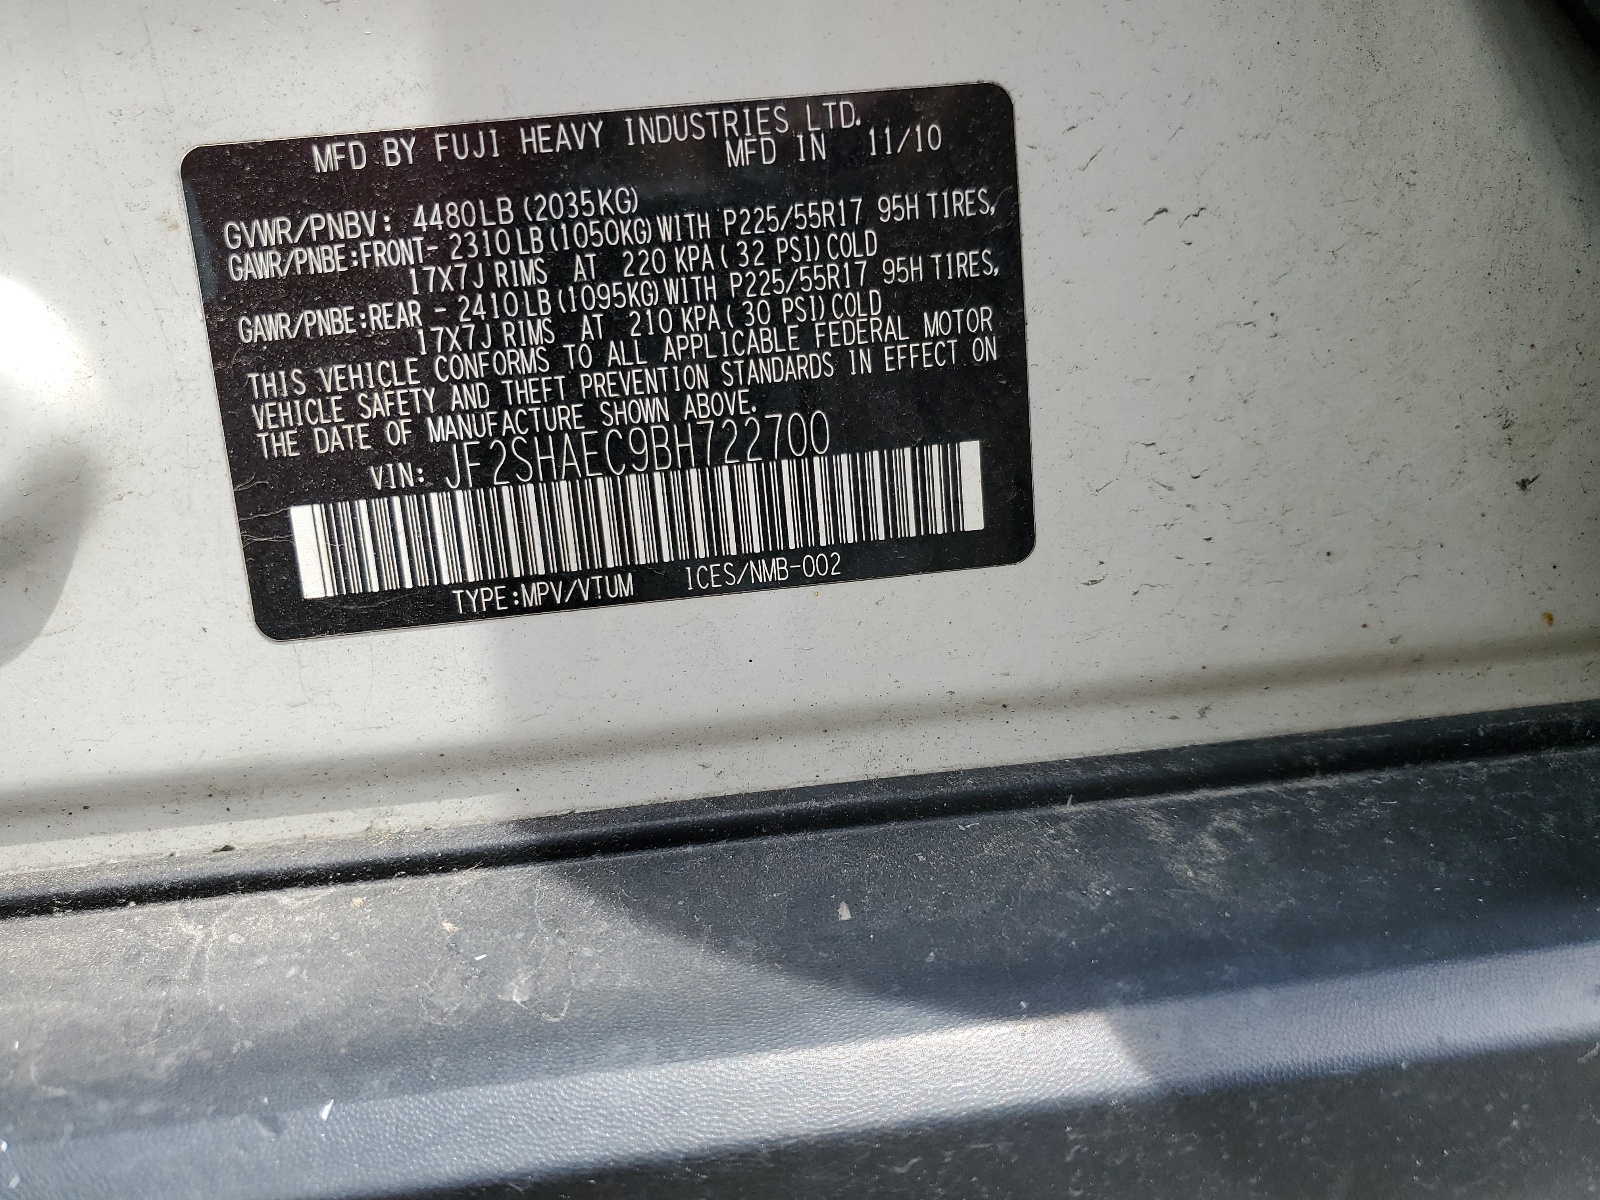 MFD BY FUJI HEAVY INDUSTRIES LTD.
MFD IN 11/10
GVWR/PNBV: 4480LB (2035KG)
GAWR/PNBE:FRONT- 2310LB (1050KG) WITH P225/55R17 95H TIRES,
17X7J RIMS AT 220 KPA ( 32 PSI) COLD
GAWR/PNBE:REAR - 2410LB (1095KG) WITH P225/55R17 95H TIRES,
17X7J RIMS AT 210 KPA ( 30 PSI) COLD
THIS VEHICLE CONFORMS TO ALL APPLICABLE FEDERAL MOTOR
VEHICLE SAFETY AND THEFT PREVENTION STANDARDS IN EFFECT ON
THE DATE OF MANUFACTURE SHOWN ABOVE.
VIN: JF2SHAEC9BH722700
TYPE:MPV/VTUM ICES/NMB-002